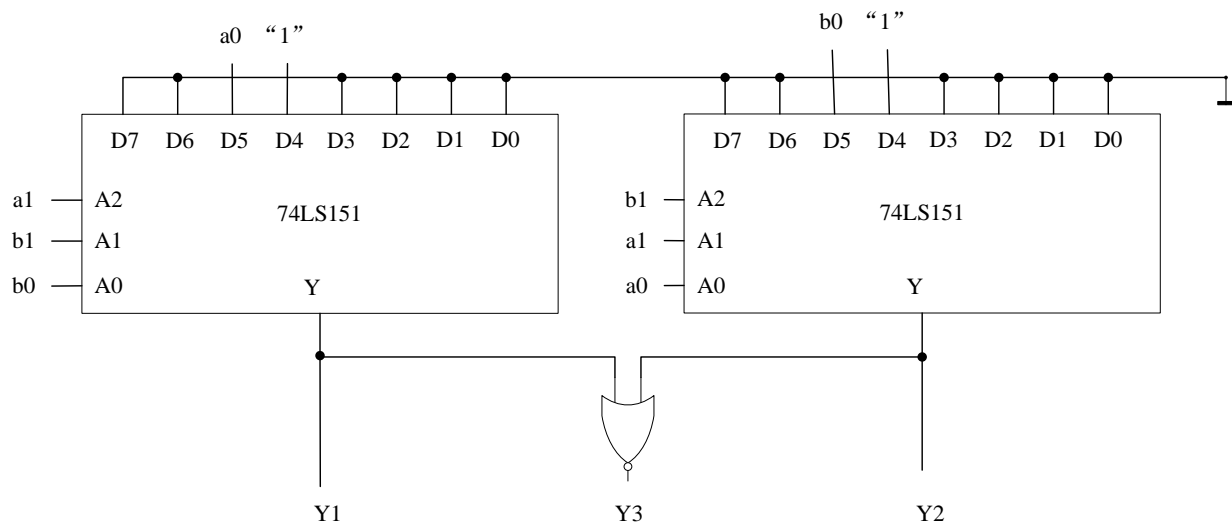 a0 “1” b0 “1”
D7 D6 D5 D4 D3 D2 D1 D0 D7 D6 D5 D4 D3 D2 D1 D0
a1 A2 74LS151 b1 A2 74LS151
b1 A1 a1 A1
b0 A0 Y a0 A0 Y
Y1 Y3 Y2